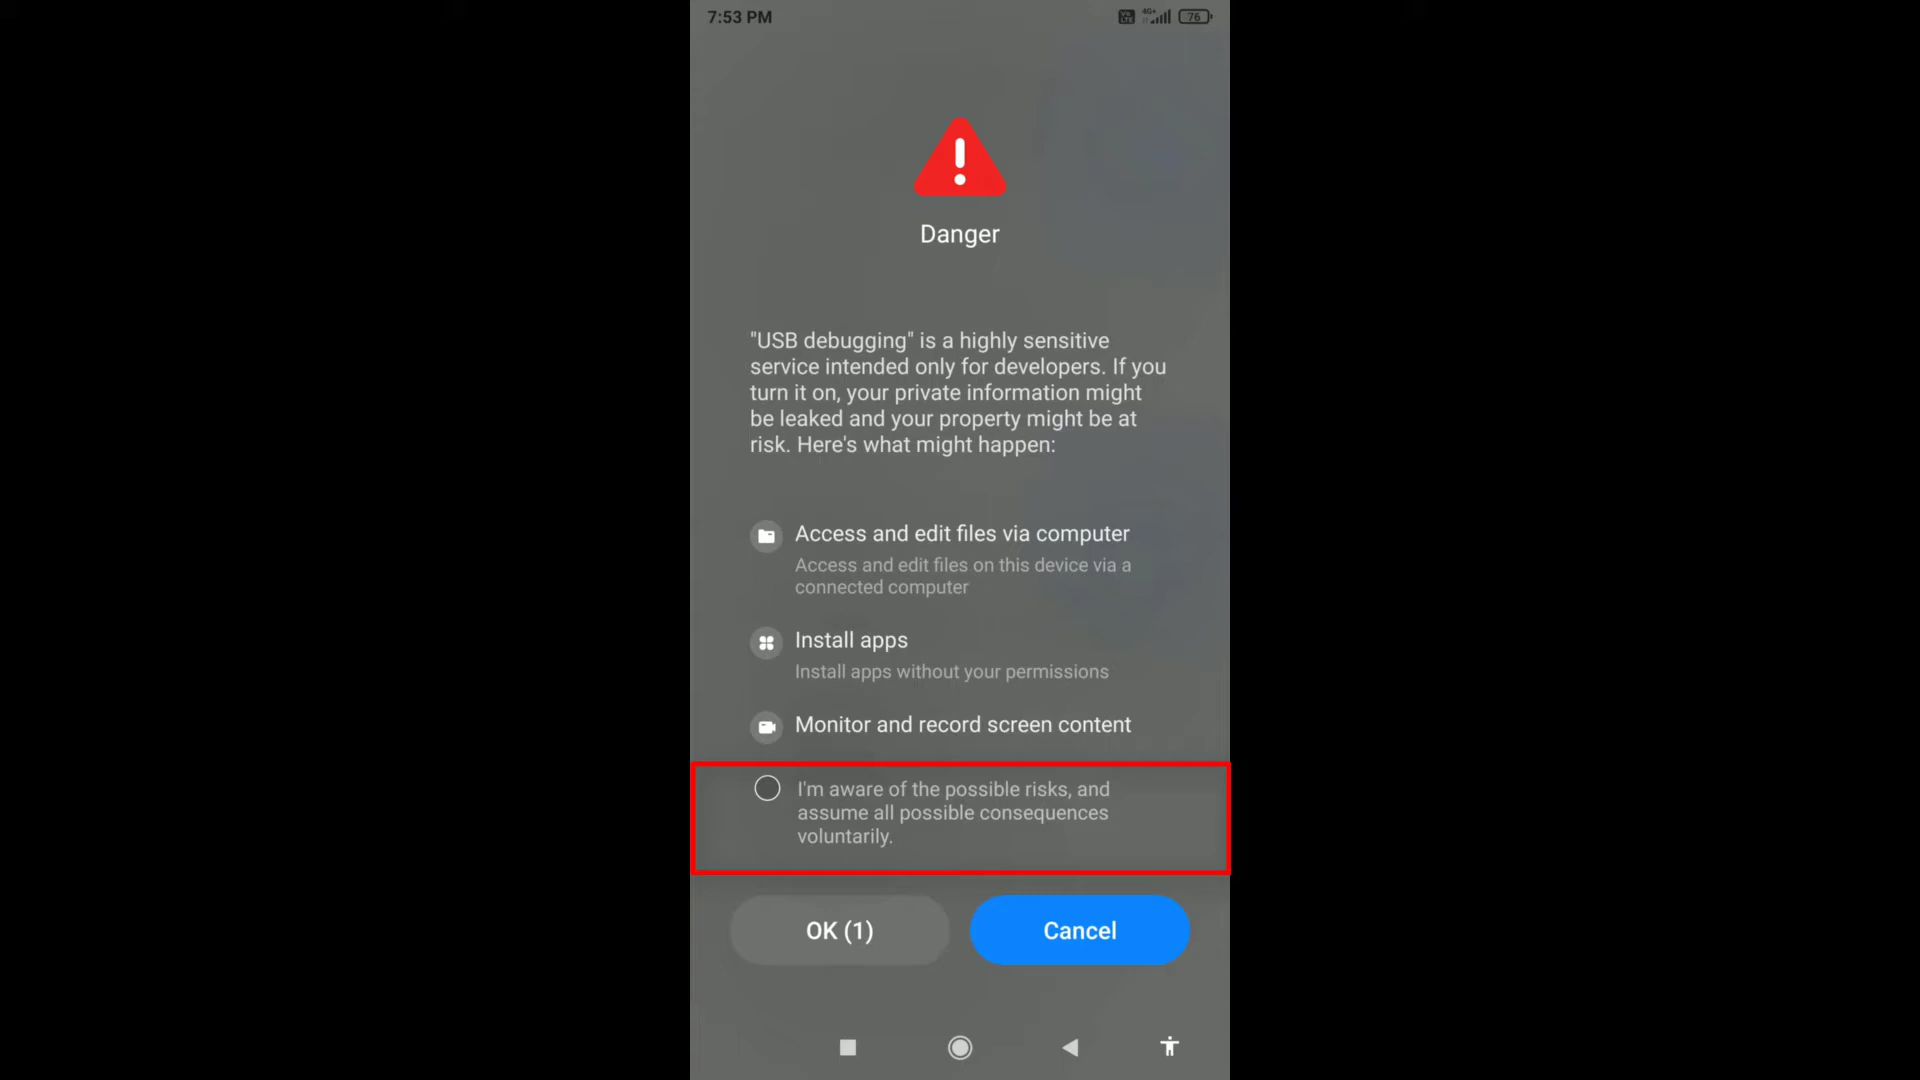 7:53 PM
Vo
LTE
4G+
76
Danger
"USB debugging" is a highly sensitive
service intended only for developers. If you
turn it on, your private information might
be leaked and your property might be at
risk. Here's what might happen:
Access and edit files via computer
Access and edit files on this device via a
connected computer
Install apps
Install apps without your permissions
Monitor and record screen content
I'm aware of the possible risks, and
assume all possible consequences
voluntarily.
OK (1)
Cancel